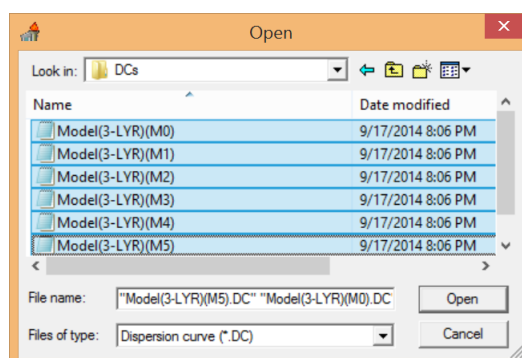 Open
Look in: DCs
Name Date modified
Model(3-LYR)(M0) 9/17/2014 8:06 PM
Model(3-LYR)(M1) 9/17/2014 8:06 PM
Model(3-LYR)(M2) 9/17/2014 8:06 PM
Model(3-LYR)(M3) 9/17/2014 8:06 PM
Model(3-LYR)(M4) 9/17/2014 8:06 PM
Model(3-LYR)(M5) 9/17/2014 8:06 PM
File name: "Model(3-LYR)(M5).DC" "Model(3-LYR)(M0).DC Open
Files of type: Dispersion curve (*.DC) Cancel